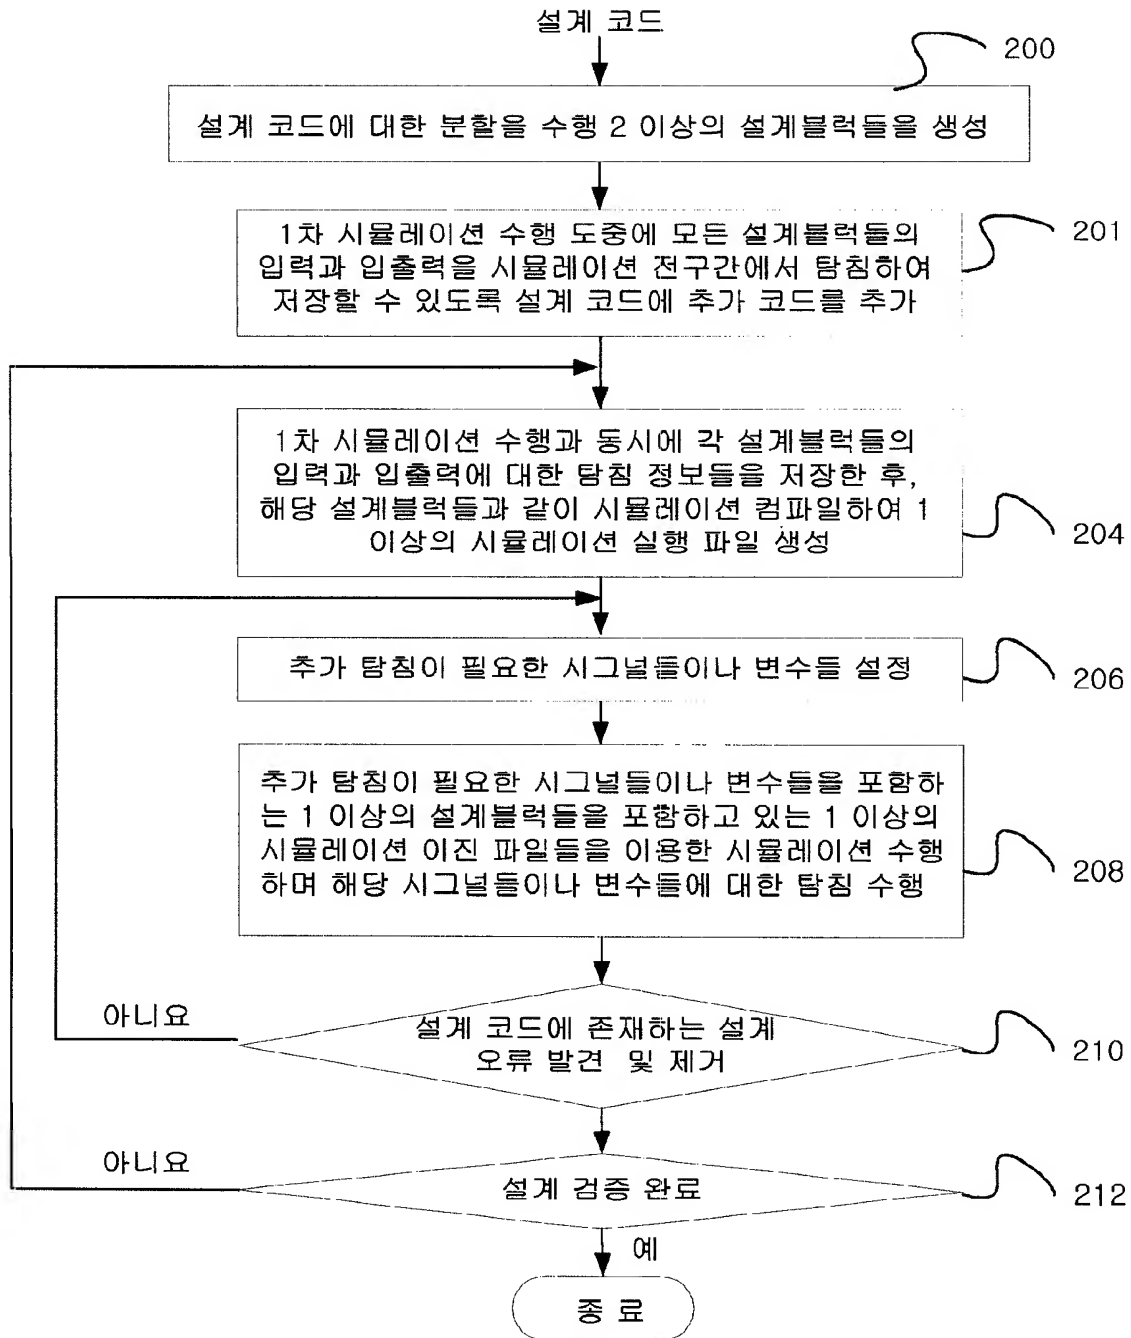 설계 코드
200
설계 코드에 대한 분할을 수행 2 이상의 설계블럭들을 생성
1차 시뮬레이션 수행 도중에 모든 설계블럭들의
입력과 입출력을 시뮬레이션 전구간에서 탐침하여
저장할 수 있도록 설계 코드에 추가 코드를 추가
201
1차 시뮬레이션 수행과 동시에 각 설계블럭들의
입력과 입출력에 대한 탐침 정보들을 저장한 후,
해당 설계블럭들과 같이 시뮬레이션 컴파일하여 1
이상의 시뮬레이션 실행 파일 생성
204
추가 탐침이 필요한 시그널들이나 변수들 설정
206
추가 탐침이 필요한 시그널들이나 변수들을 포함하
는 1 이상의 설계블럭들을 포함하고 있는 1 이상의
시뮬레이션 이진 파일들을 이용한 시뮬레이션 수행
하며 해당 시그널들이나 변수들에 대한 탐침 수행
208
아니요
설계 코드에 존재하는 설계
오류 발견 및 제거
210
아니요
설계 검증 완료
212
예
종 료